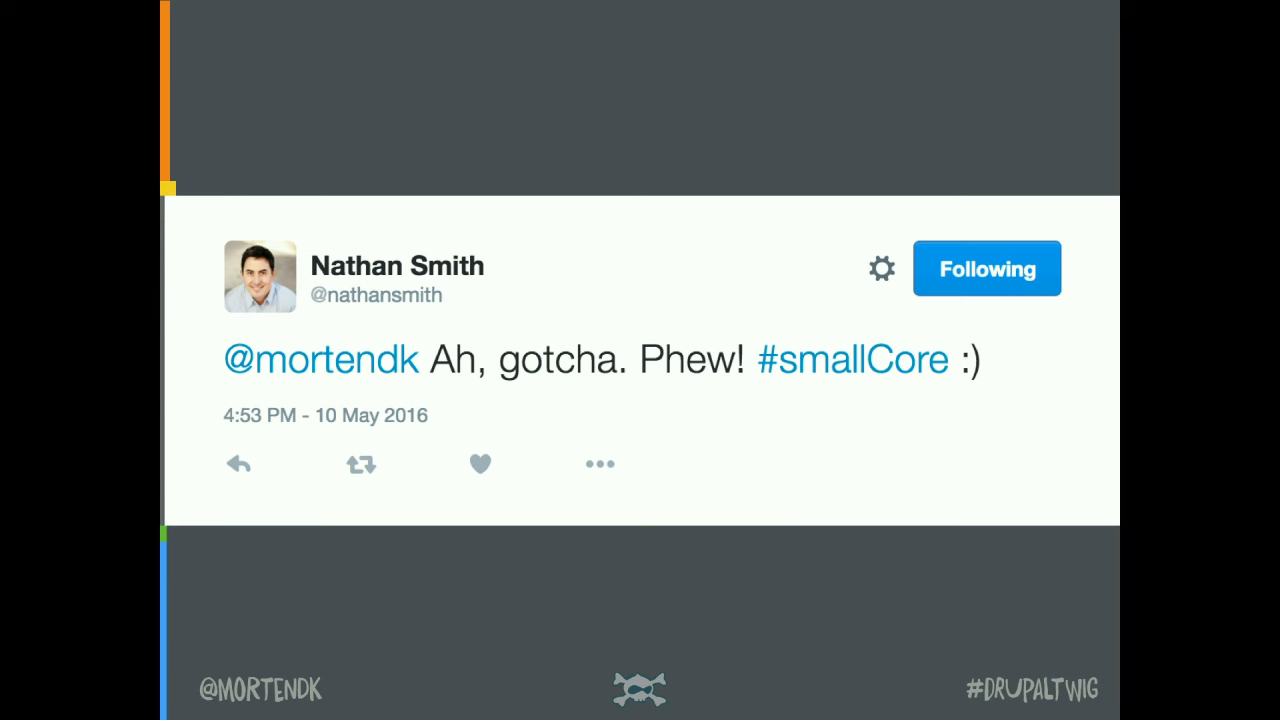 Nathan Smith
@nathansmith
Following
@mortendk Ah, gotcha. Phew! #smallCore :)
4:53 PM - 10 May 2016
@MORTENDK
#DRUPALTWIG